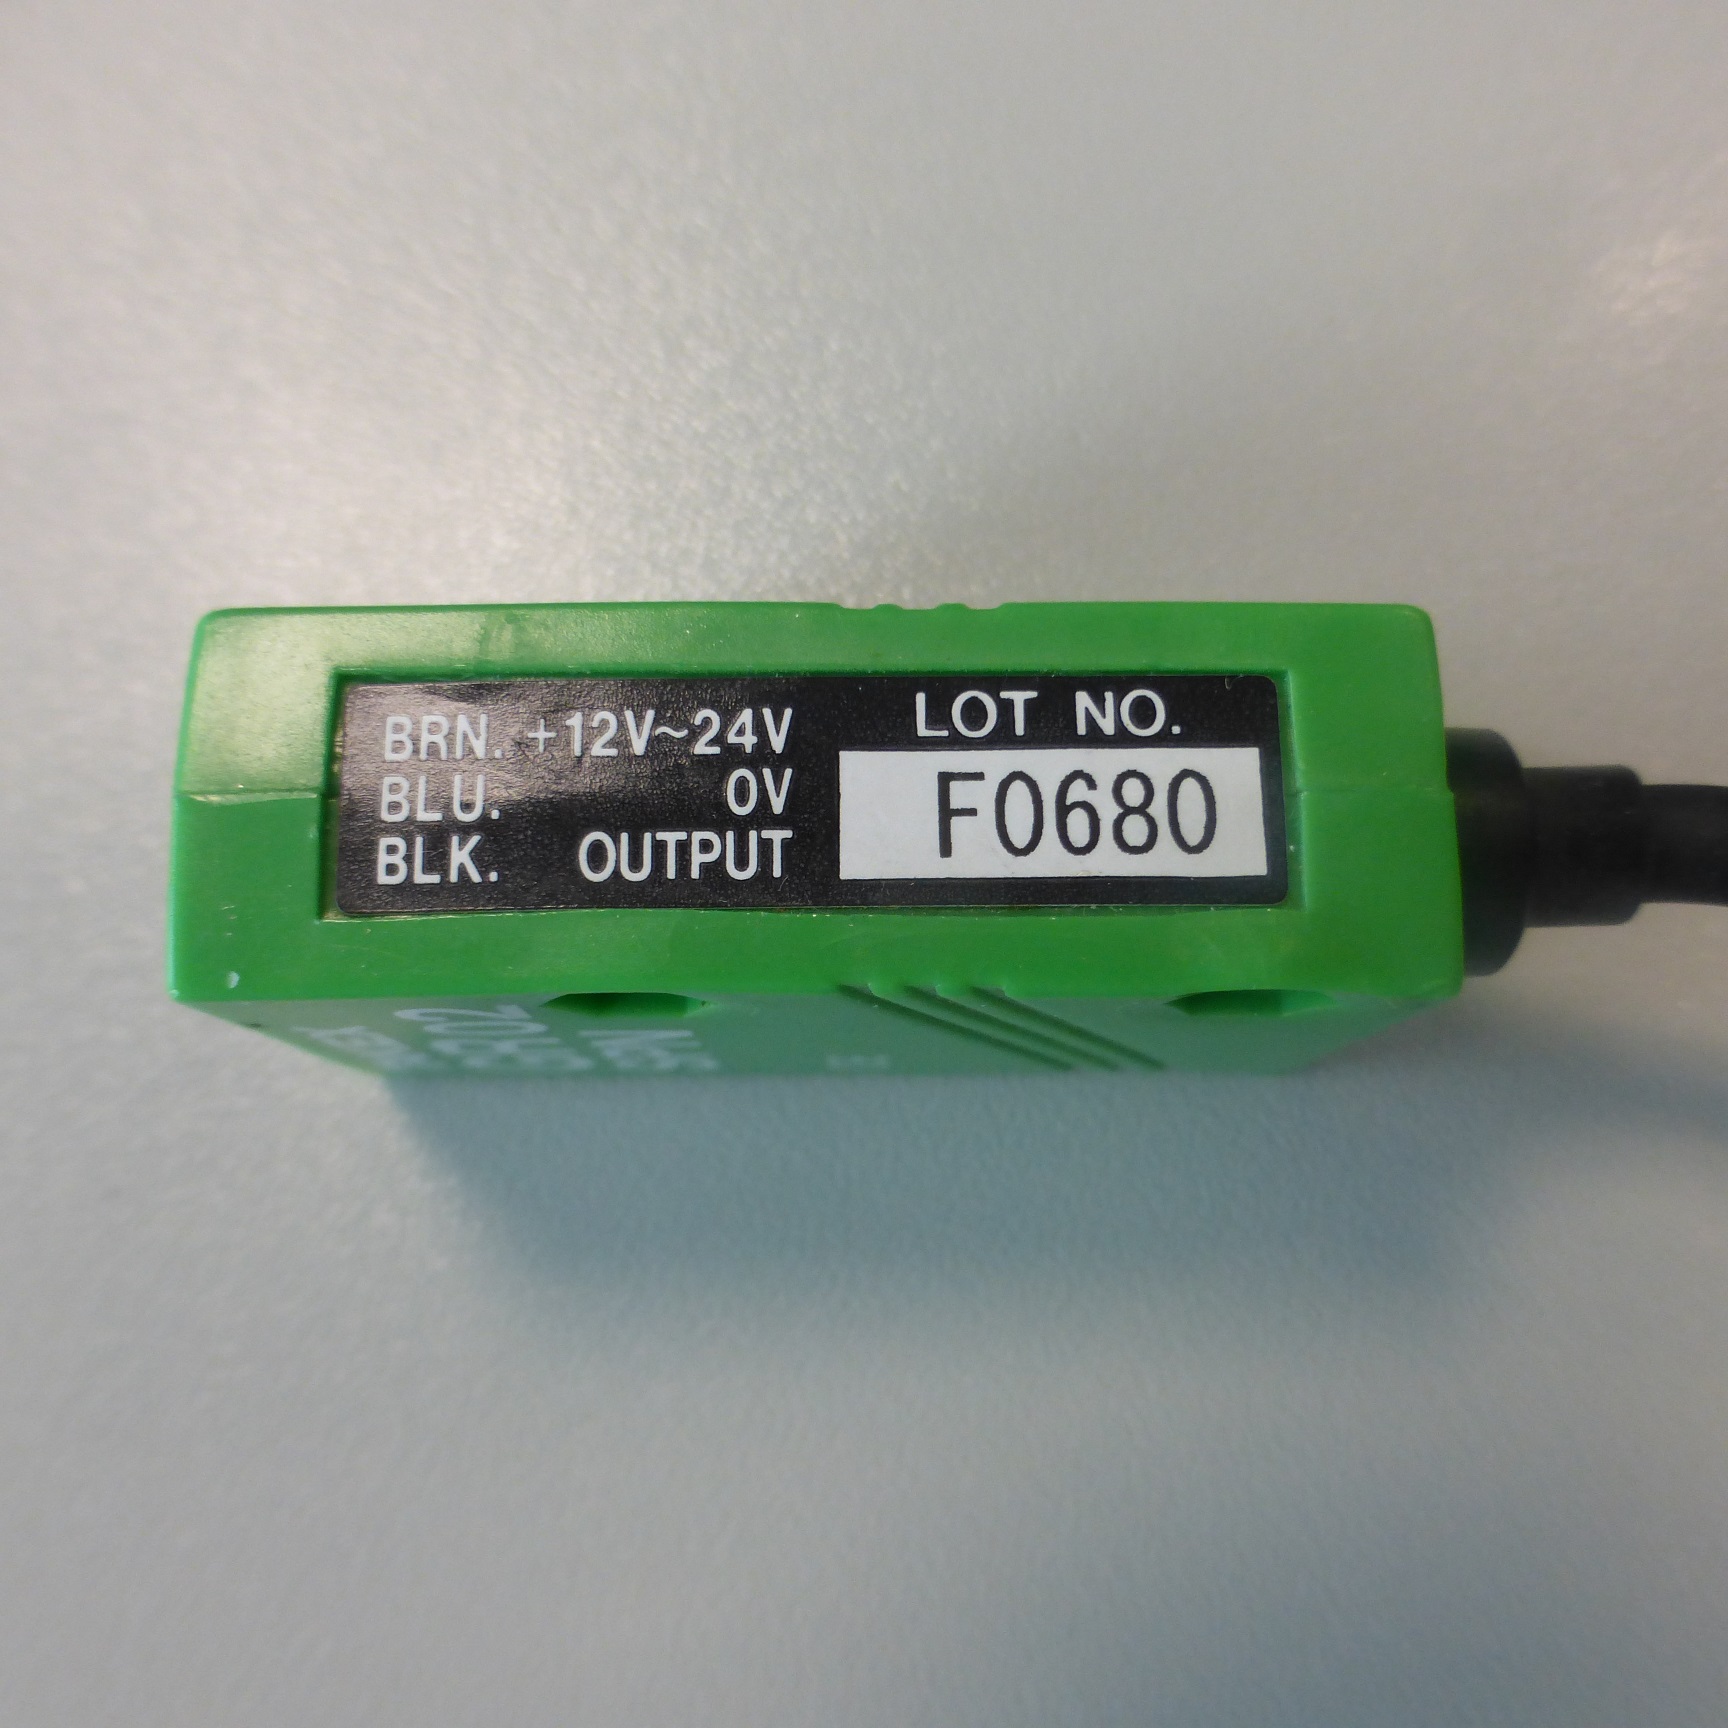 BRN. +12V~24V
BLU. 0V
BLK. OUTPUT
LOT NO.
F0680